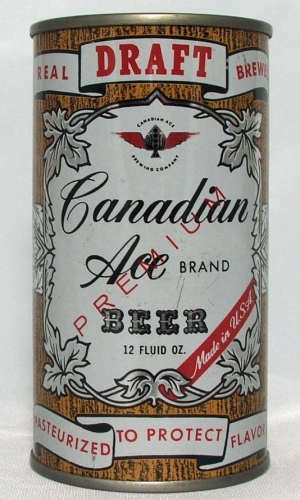 REAL DRAFT BREWE
CANADIAN ACE
BREWING COMPANY
Canadian
Ace BRAND
PREMIUM
BEER
12 FLUID OZ.
Made in U.S.A.
PASTEURIZED TO PROTECT FLAVOR